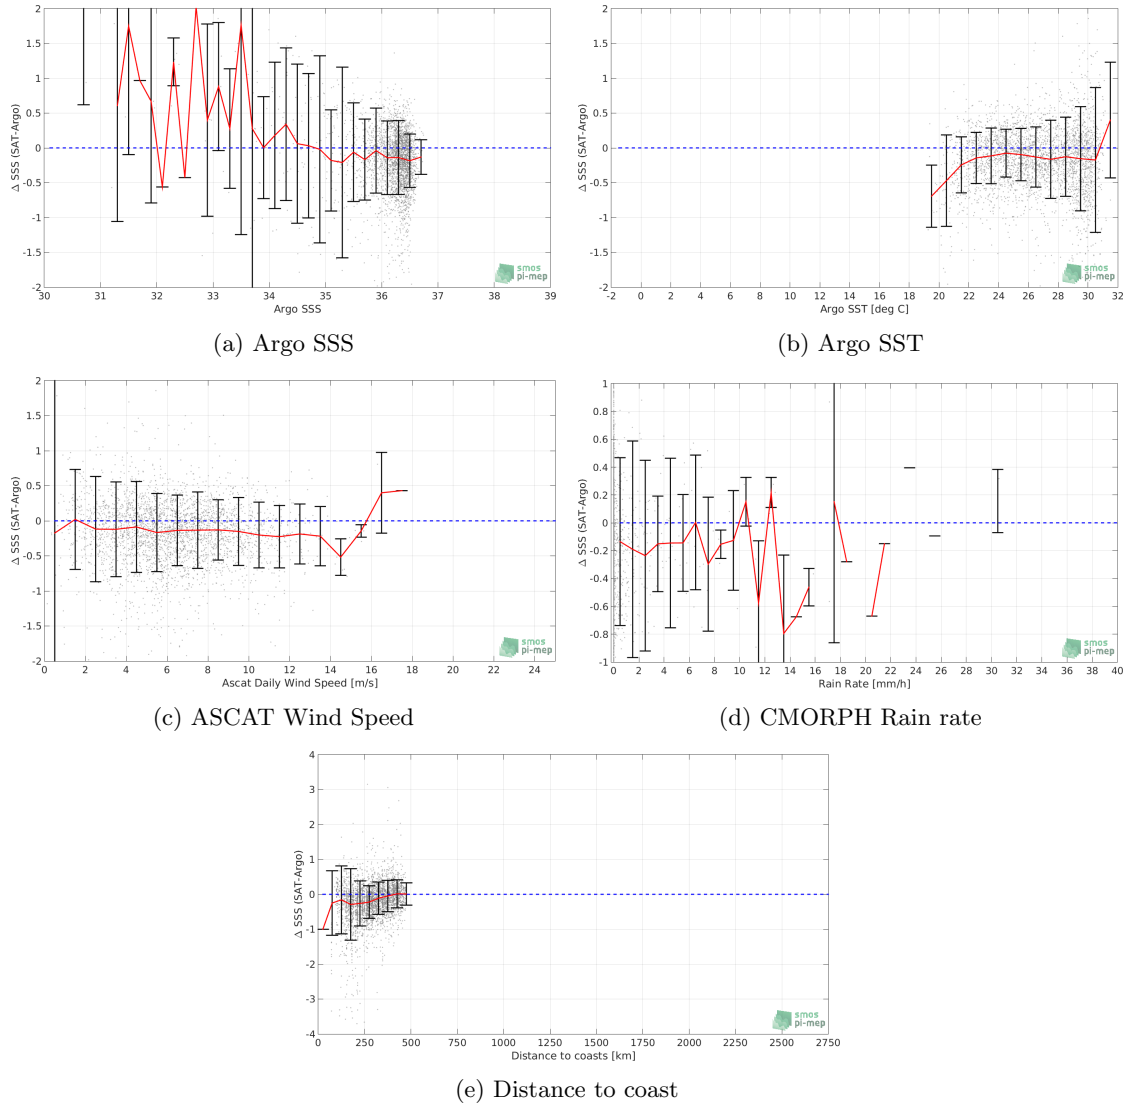 2
1.5
1
0.5
0
-0.5
-1
-1.5
-2
Δ SSS (SAT-Argo)
30 31 32 33 34 35 36 37 38 39
Argo SSS
smos
pi-mep
(a) Argo SSS
2
1.5
1
0.5
0
-0.5
-1
-1.5
-2
Δ SSS (SAT-Argo)
-2 0 2 4 6 8 10 12 14 16 18 20 22 24 26 28 30 32
Argo SST [deg C]
smos
pi-mep
(b) Argo SST
2
1.5
1
0.5
0
-0.5
-1
-1.5
-2
Δ SSS (SAT-Argo)
0 2 4 6 8 10 12 14 16 18 20 22 24
Ascat Daily Wind Speed [m/s]
smos
pi-mep
(c) ASCAT Wind Speed
1
0.8
0.6
0.4
0.2
0
-0.2
-0.4
-0.6
-0.8
-1
Δ SSS (SAT-Argo)
0 2 4 6 8 10 12 14 16 18 20 22 24 26 28 30 32 34 36 38 40
Rain Rate [mm/h]
smos
pi-mep
(d) CMORPH Rain rate
4
3
2
1
0
-1
-2
-3
-4
Δ SSS (SAT-Argo)
0 250 500 750 1000 1250 1500 1750 2000 2250 2500 2750
Distance to coasts [km]
smos
pi-mep
(e) Distance to coast